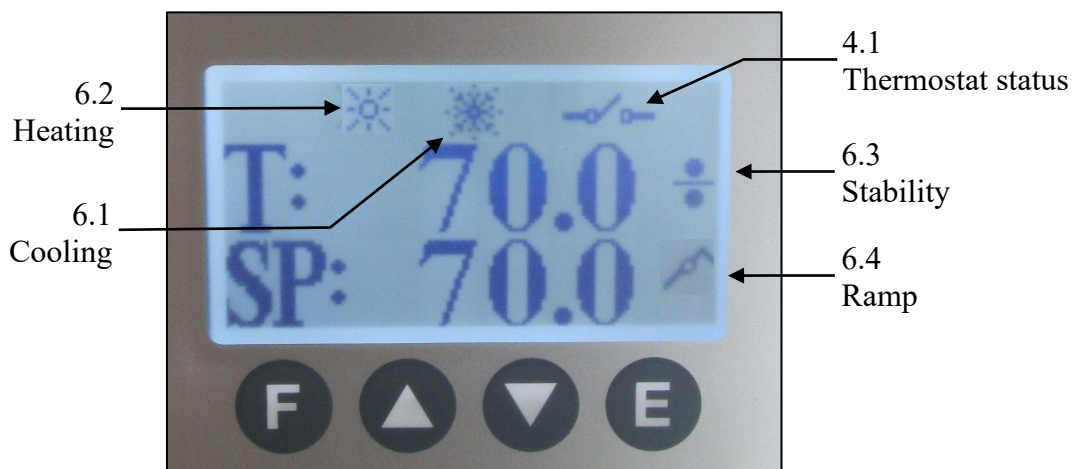 6.2
Heating
6.1
Cooling
T: 70.0
SP: 70.0
F E
4.1
Thermostat status
6.3
Stability
6.4
Ramp